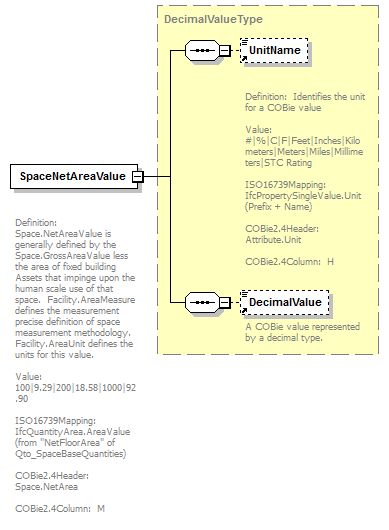 DecimalValueType
UnitName
Definition:  Identifies the unit
for a COBie value
Value:
#|%|C|F|Feet|Inches|Kilo
meters|Meters|Miles|Millime
ters|STC Rating
ISO16739Mapping:
IfcPropertySingleValue.Unit
(Prefix + Name)
COBie2.4Header:
Attribute.Unit
COBie2.4Column:  H
SpaceNetAreaValue
Definition:
Space.NetAreaValue is
generally defined by the
Space.GrossAreaValue less
the area of fixed building
Assets that impinge upon the
human scale use of that
space.  Facility.AreaMeasure
defines the measurement
precise definition of space
measurement methodology.
Facility.AreaUnit defines the
units for this value.
Value:
100|9.29|200|18.58|1000|92
.90
ISO16739Mapping:
IfcQuantityArea.AreaValue
(from "NetFloorArea" of
Qto_SpaceBaseQuantities)
COBie2.4Header:
Space.NetArea
COBie2.4Column:  M
DecimalValue
A COBie value represented
by a decimal type.